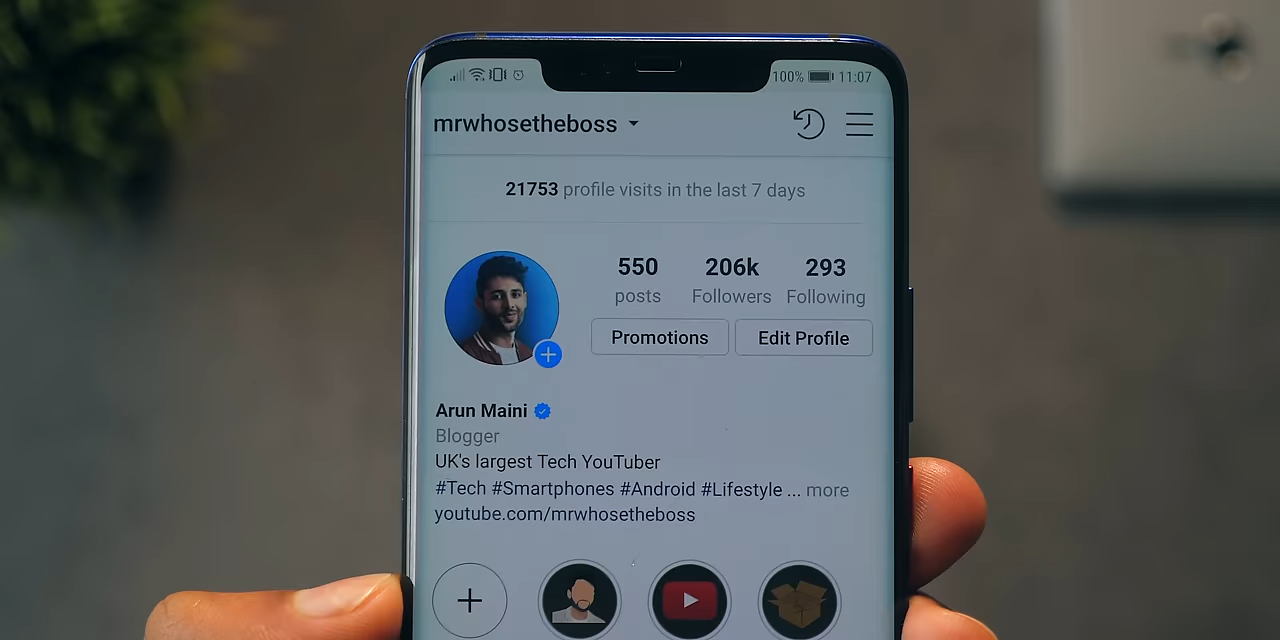 100% 11:07
mrwhosetheboss
21753 profile visits in the last 7 days
550 206k 293
posts Followers Following
Promotions Edit Profile
Arun Maini
Blogger
UK's largest Tech YouTuber
#Tech #Smartphones #Android #Lifestyle ... more
youtube.com/mrwhosetheboss